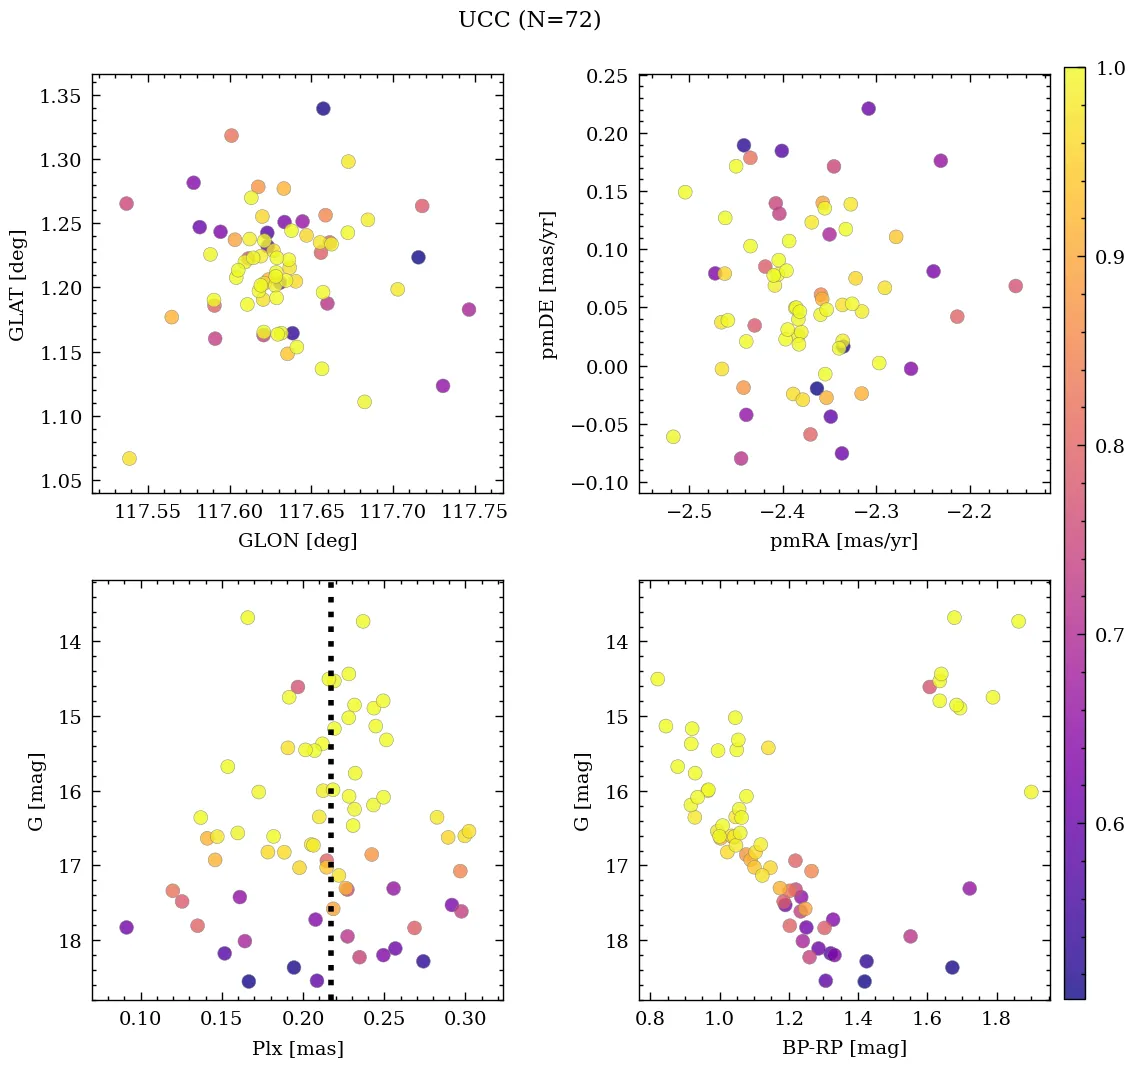 UCC (N=72)
1.35
1.30
1.25
1.20
1.15
1.10
1.05
GLAT [deg]
117.55 117.60 117.65 117.70 117.75
GLON [deg]
0.25
0.20
0.15
0.10
0.05
0.00
−0.05
−0.10
pmDE [mas/yr]
−2.5 −2.4 −2.3 −2.2
pmRA [mas/yr]
14
15
16
17
18
G [mag]
0.10 0.15 0.20 0.25 0.30
Plx [mas]
14
15
16
17
18
G [mag]
0.8 1.0 1.2 1.4 1.6 1.8
BP-RP [mag]
1.0
0.9
0.8
0.7
0.6